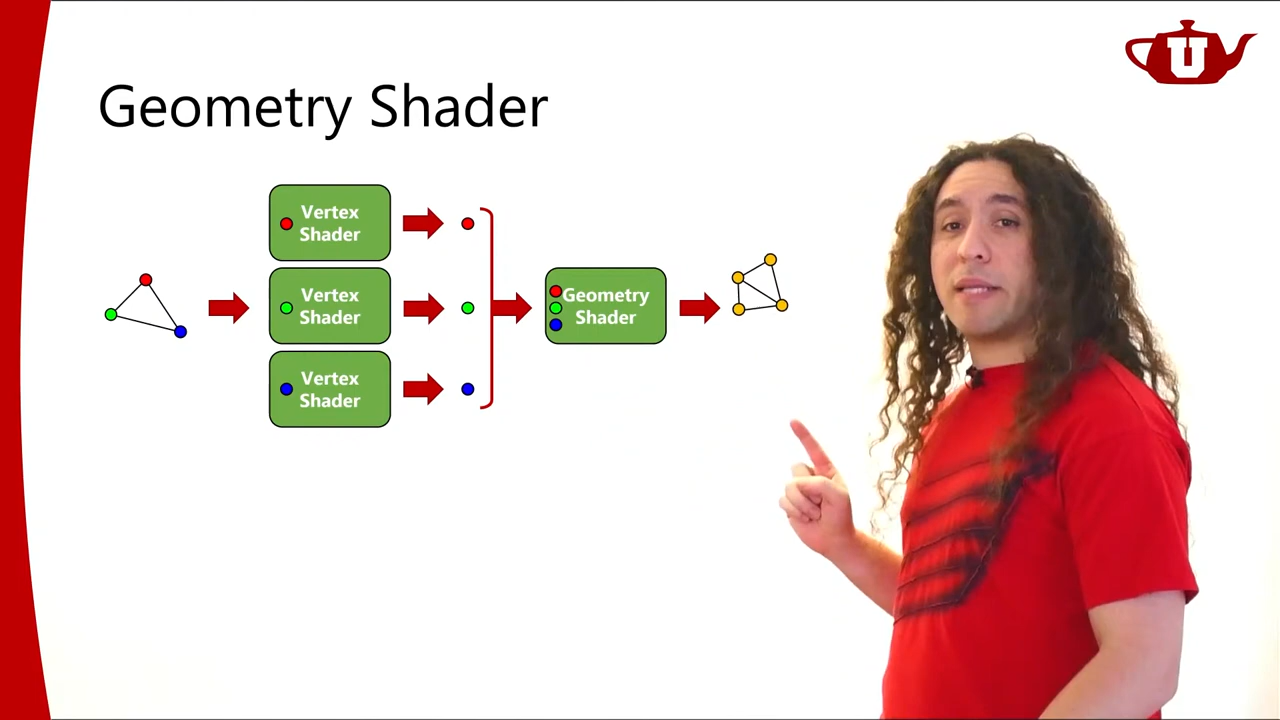 U
Geometry Shader
Vertex
Shader
Vertex
Shader
Geometry
Shader
Vertex
Shader